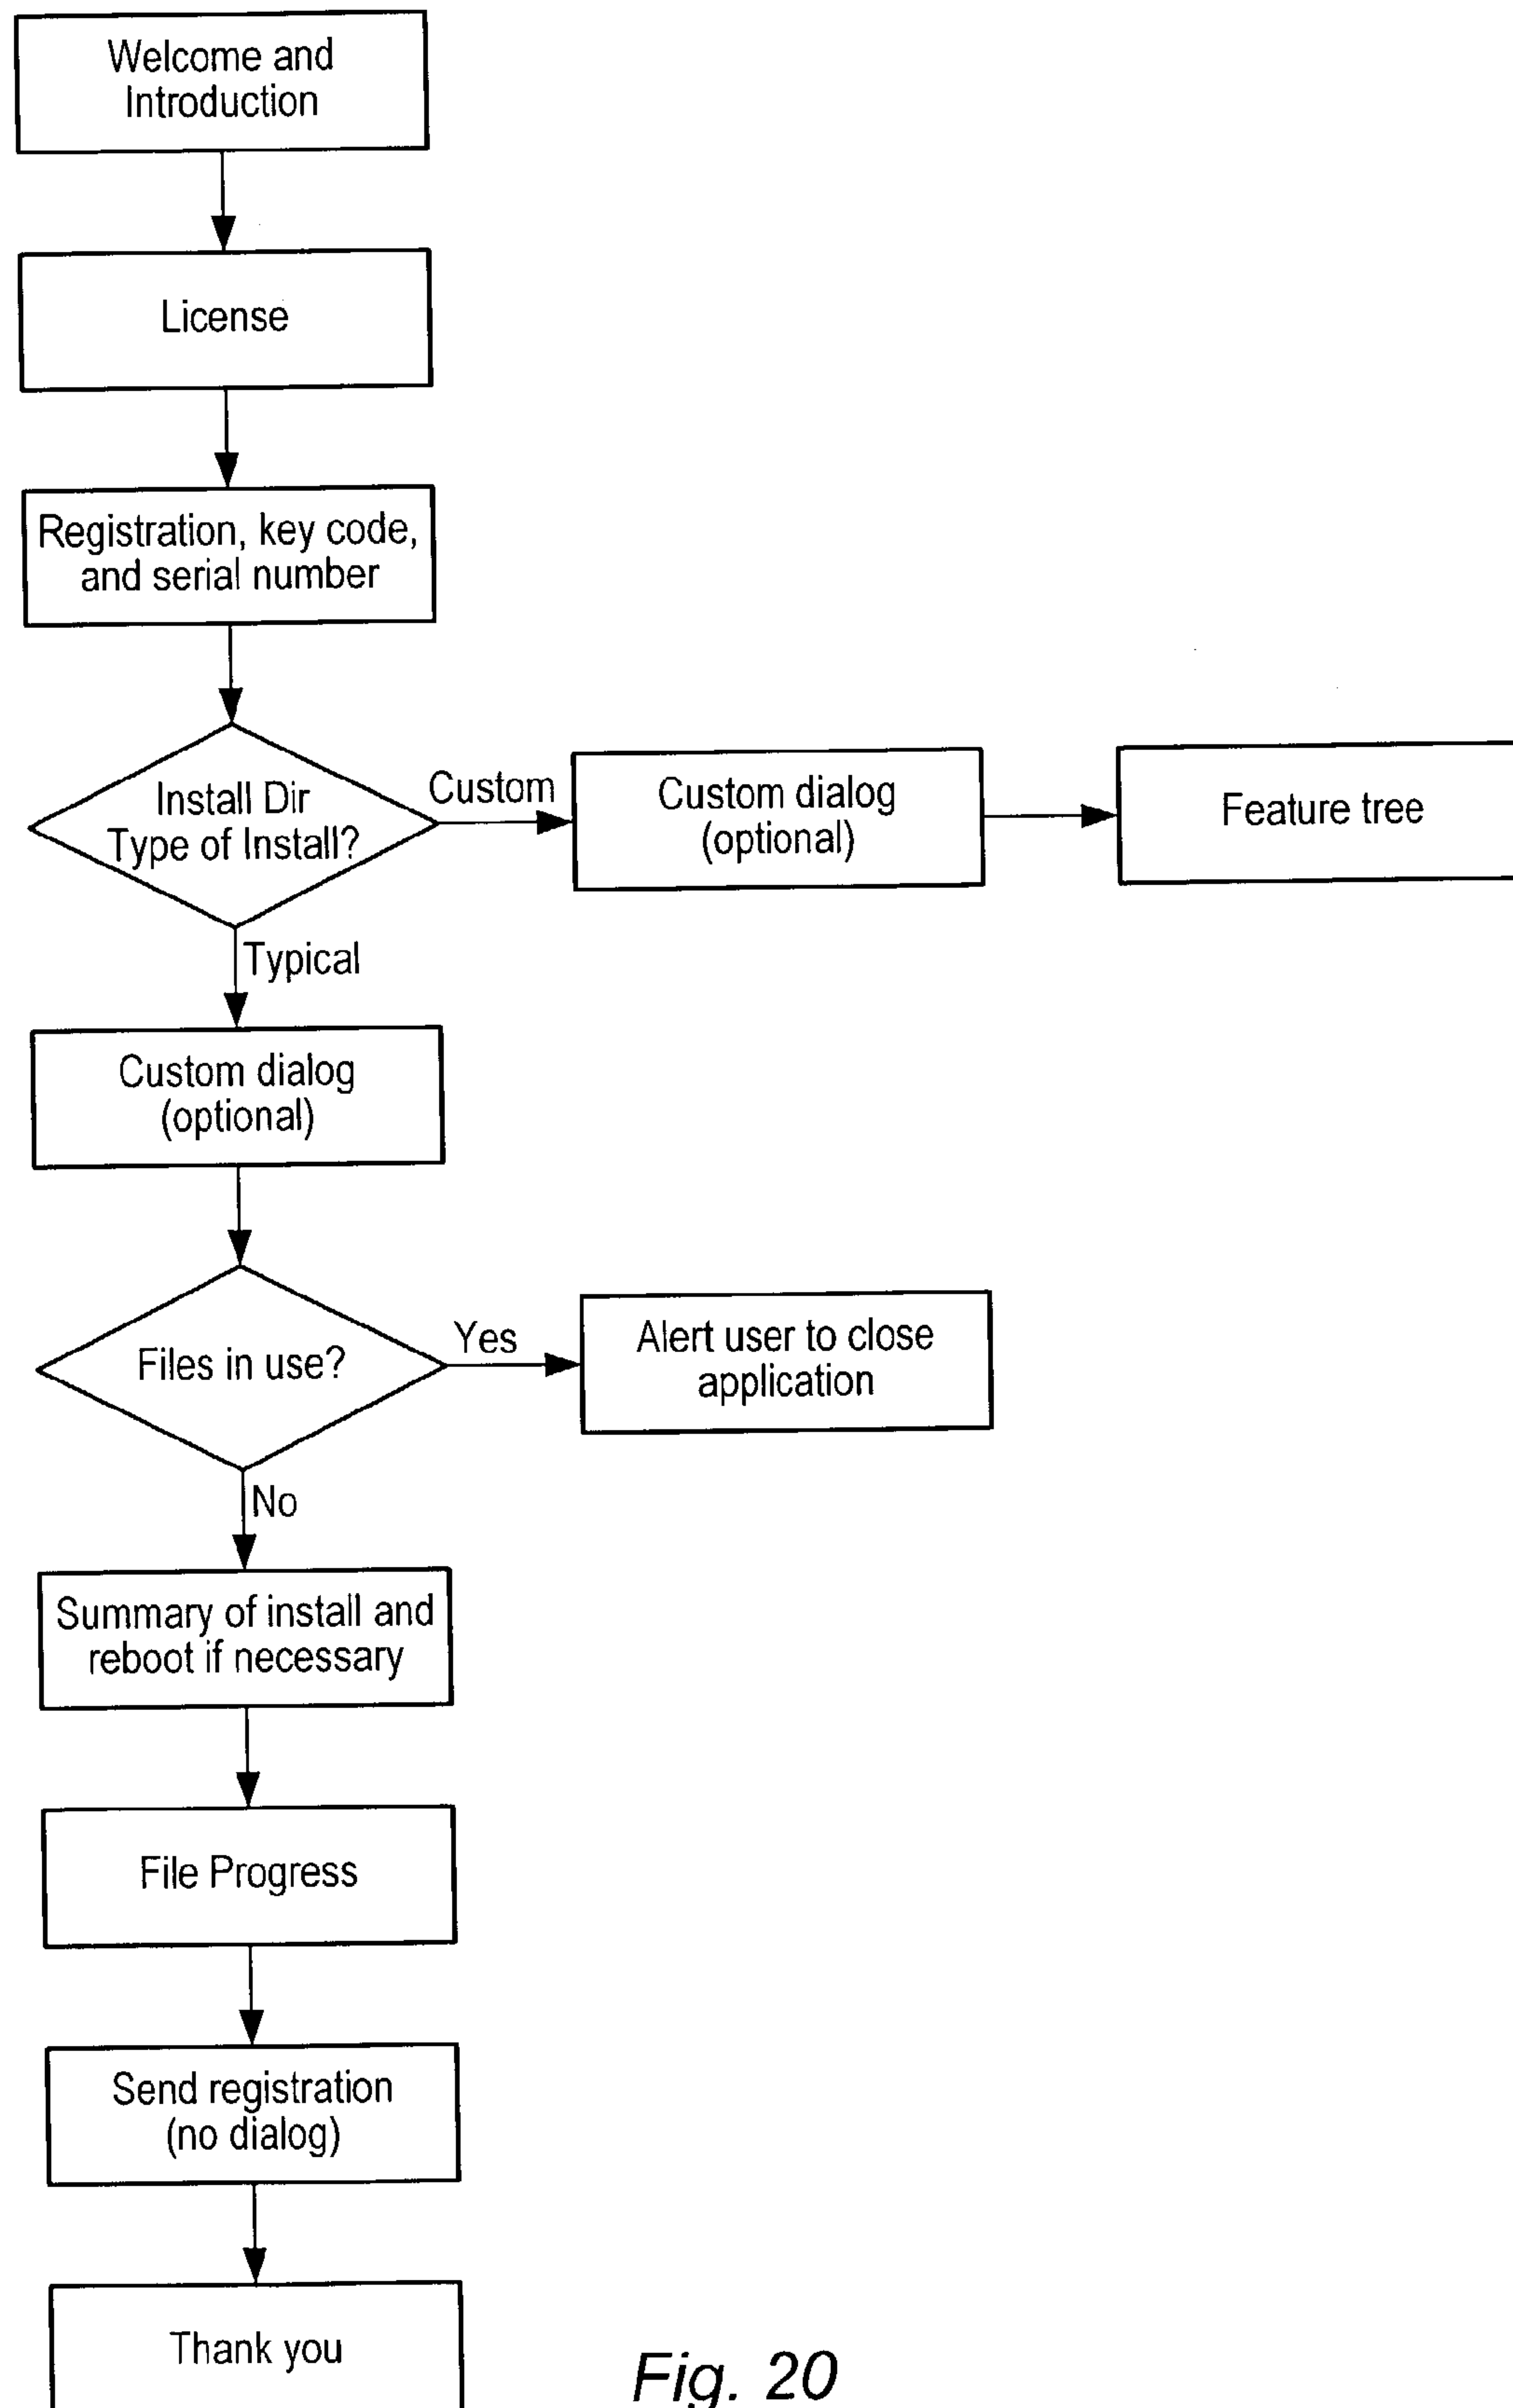 Welcome and
Introduction
License
Registration, key code,
and serial number
Install Dir
Type of Install?
Custom
Custom dialog
(optional)
Feature tree
Typical
Custom dialog
(optional)
Files in use?
Yes
Alert user to close
application
No
Summary of install and
reboot if necessary
File Progress
Send registration
(no dialog)
Thank you
Fig. 20